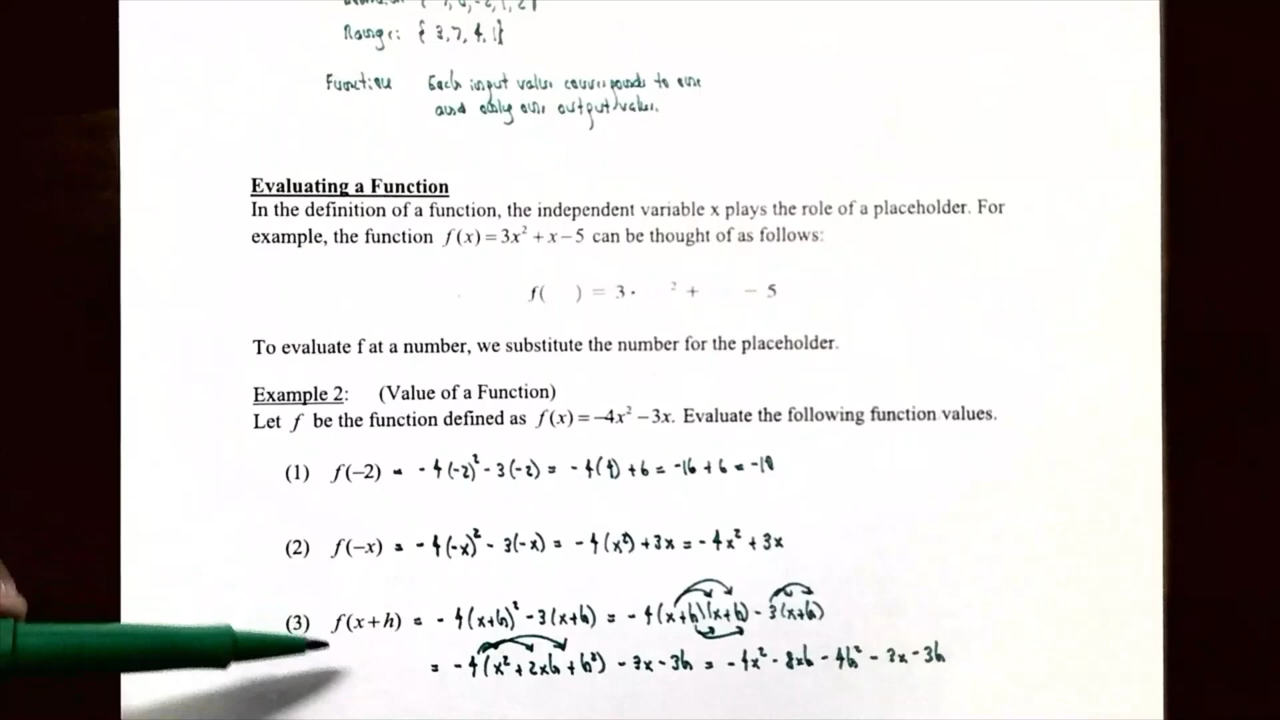 Range: { 3, 7, 4, 1}
Function Each input value corresponds to one
and only one output value.
Evaluating a Function
In the definition of a function, the independent variable x plays the role of a placeholder. For
example, the function f(x) = 3x² + x − 5 can be thought of as follows:
f(   ) = 3 ·   ² +   − 5
To evaluate f at a number, we substitute the number for the placeholder.
Example 2: (Value of a Function)
Let f be the function defined as f(x) = −4x² − 3x. Evaluate the following function values.
(1) f(−2) = -4(-2)² - 3(-2) = -4(4) + 6 = -16 + 6 = -10
(2) f(−x) = -4(-x)² - 3(-x) = -4(x²) + 3x = -4x² + 3x
(3) f(x+h) = -4(x+h)² - 3(x+h) = -4(x+h)(x+h) - 3(x+h)
= -4(x² + 2xh + h²) - 3x - 3h = -4x² - 8xh - 4h² - 3x - 3h